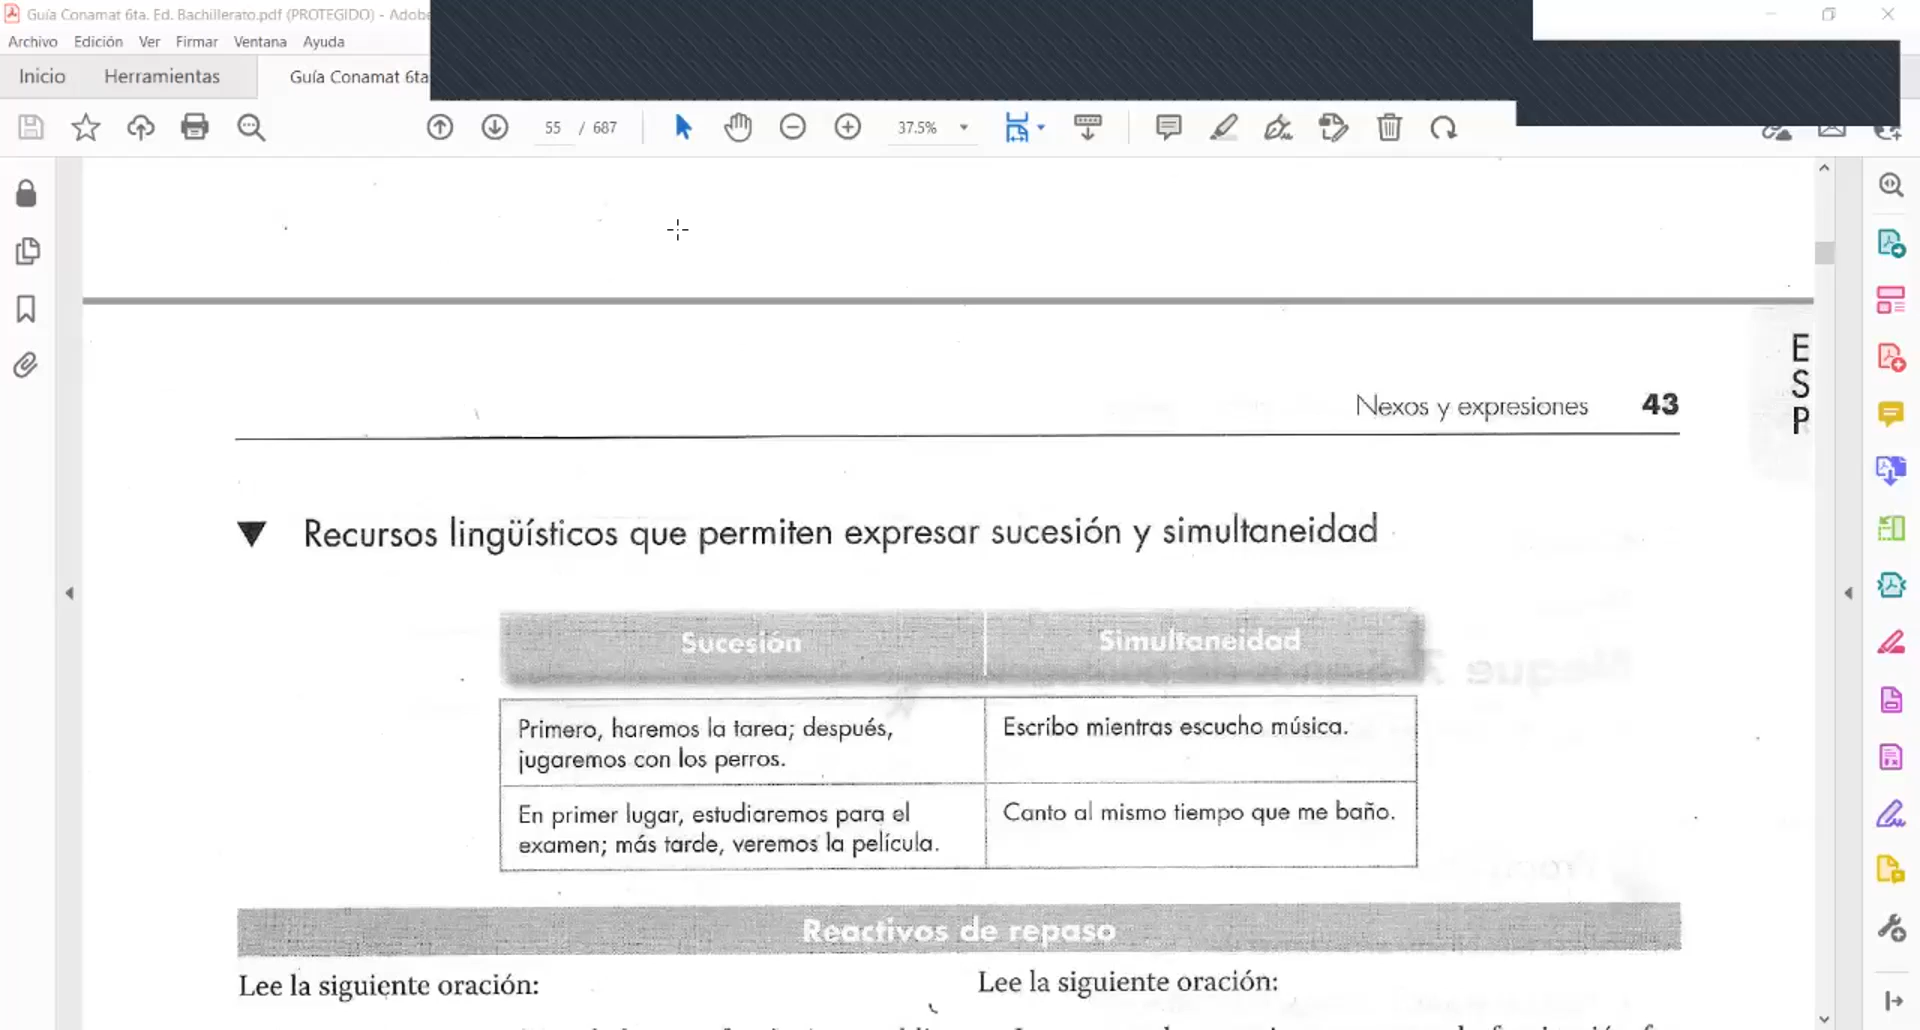 Guía Conamat 6ta. Ed. Bachillerato.pdf (PROTEGIDO) - Adobe
Archivo Edición Ver Firmar Ventana Ayuda
Inicio Herramientas Guía Conamat 6ta
55 / 687 37.5%
E
S
P
Nexos y expresiones 43
Recursos lingüísticos que permiten expresar sucesión y simultaneidad
Sucesión Simultaneidad
Primero, haremos la tarea; después,
jugaremos con los perros.
Escribo mientras escucho música.
En primer lugar, estudiaremos para el
examen; más tarde, veremos la película.
Canto al mismo tiempo que me baño.
Reactivos de repaso
Lee la siguiente oración:
Lee la siguiente oración: